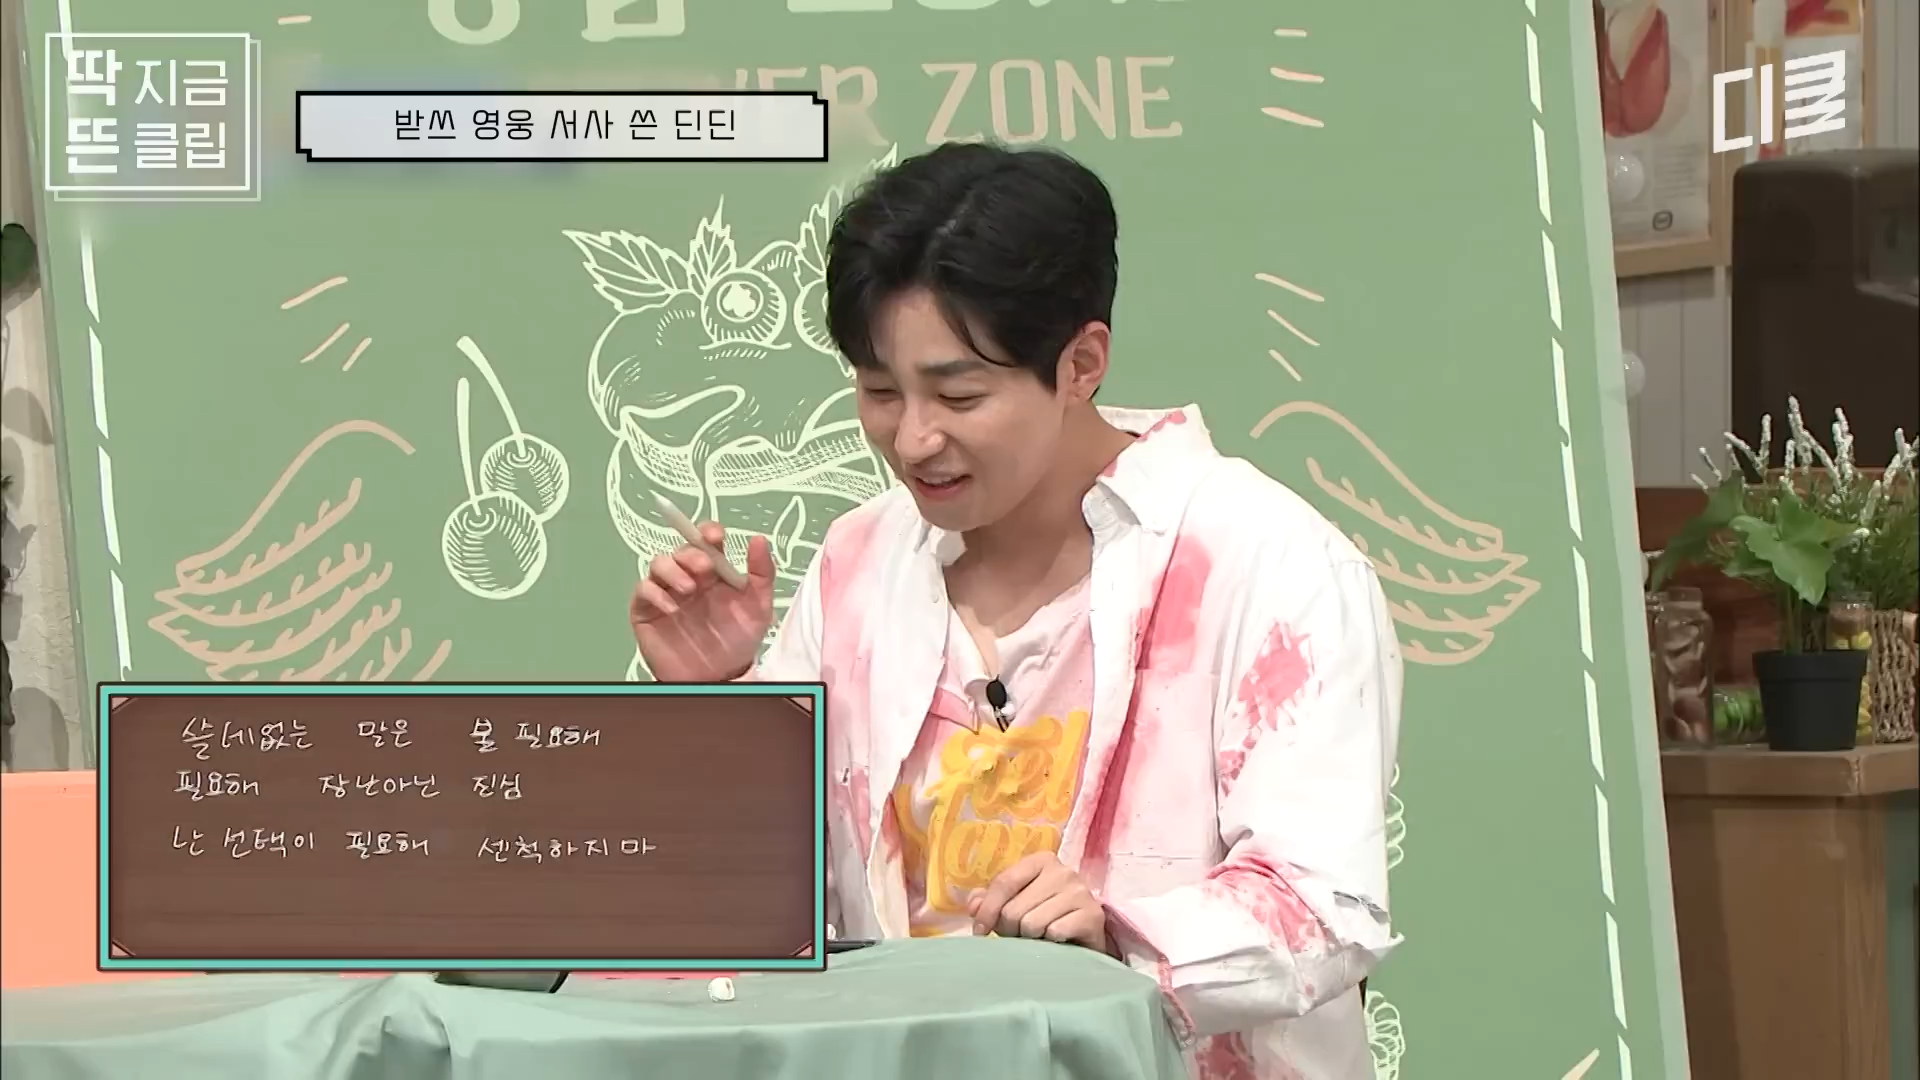 딱 지금
뜬 클립
받쓰 영웅 서사 쓴 딘딘
디클
ZONE
쓸데없는 말은 불 필요해
필요해 장난아닌 진심
난 선택이 필요해 센척하지마